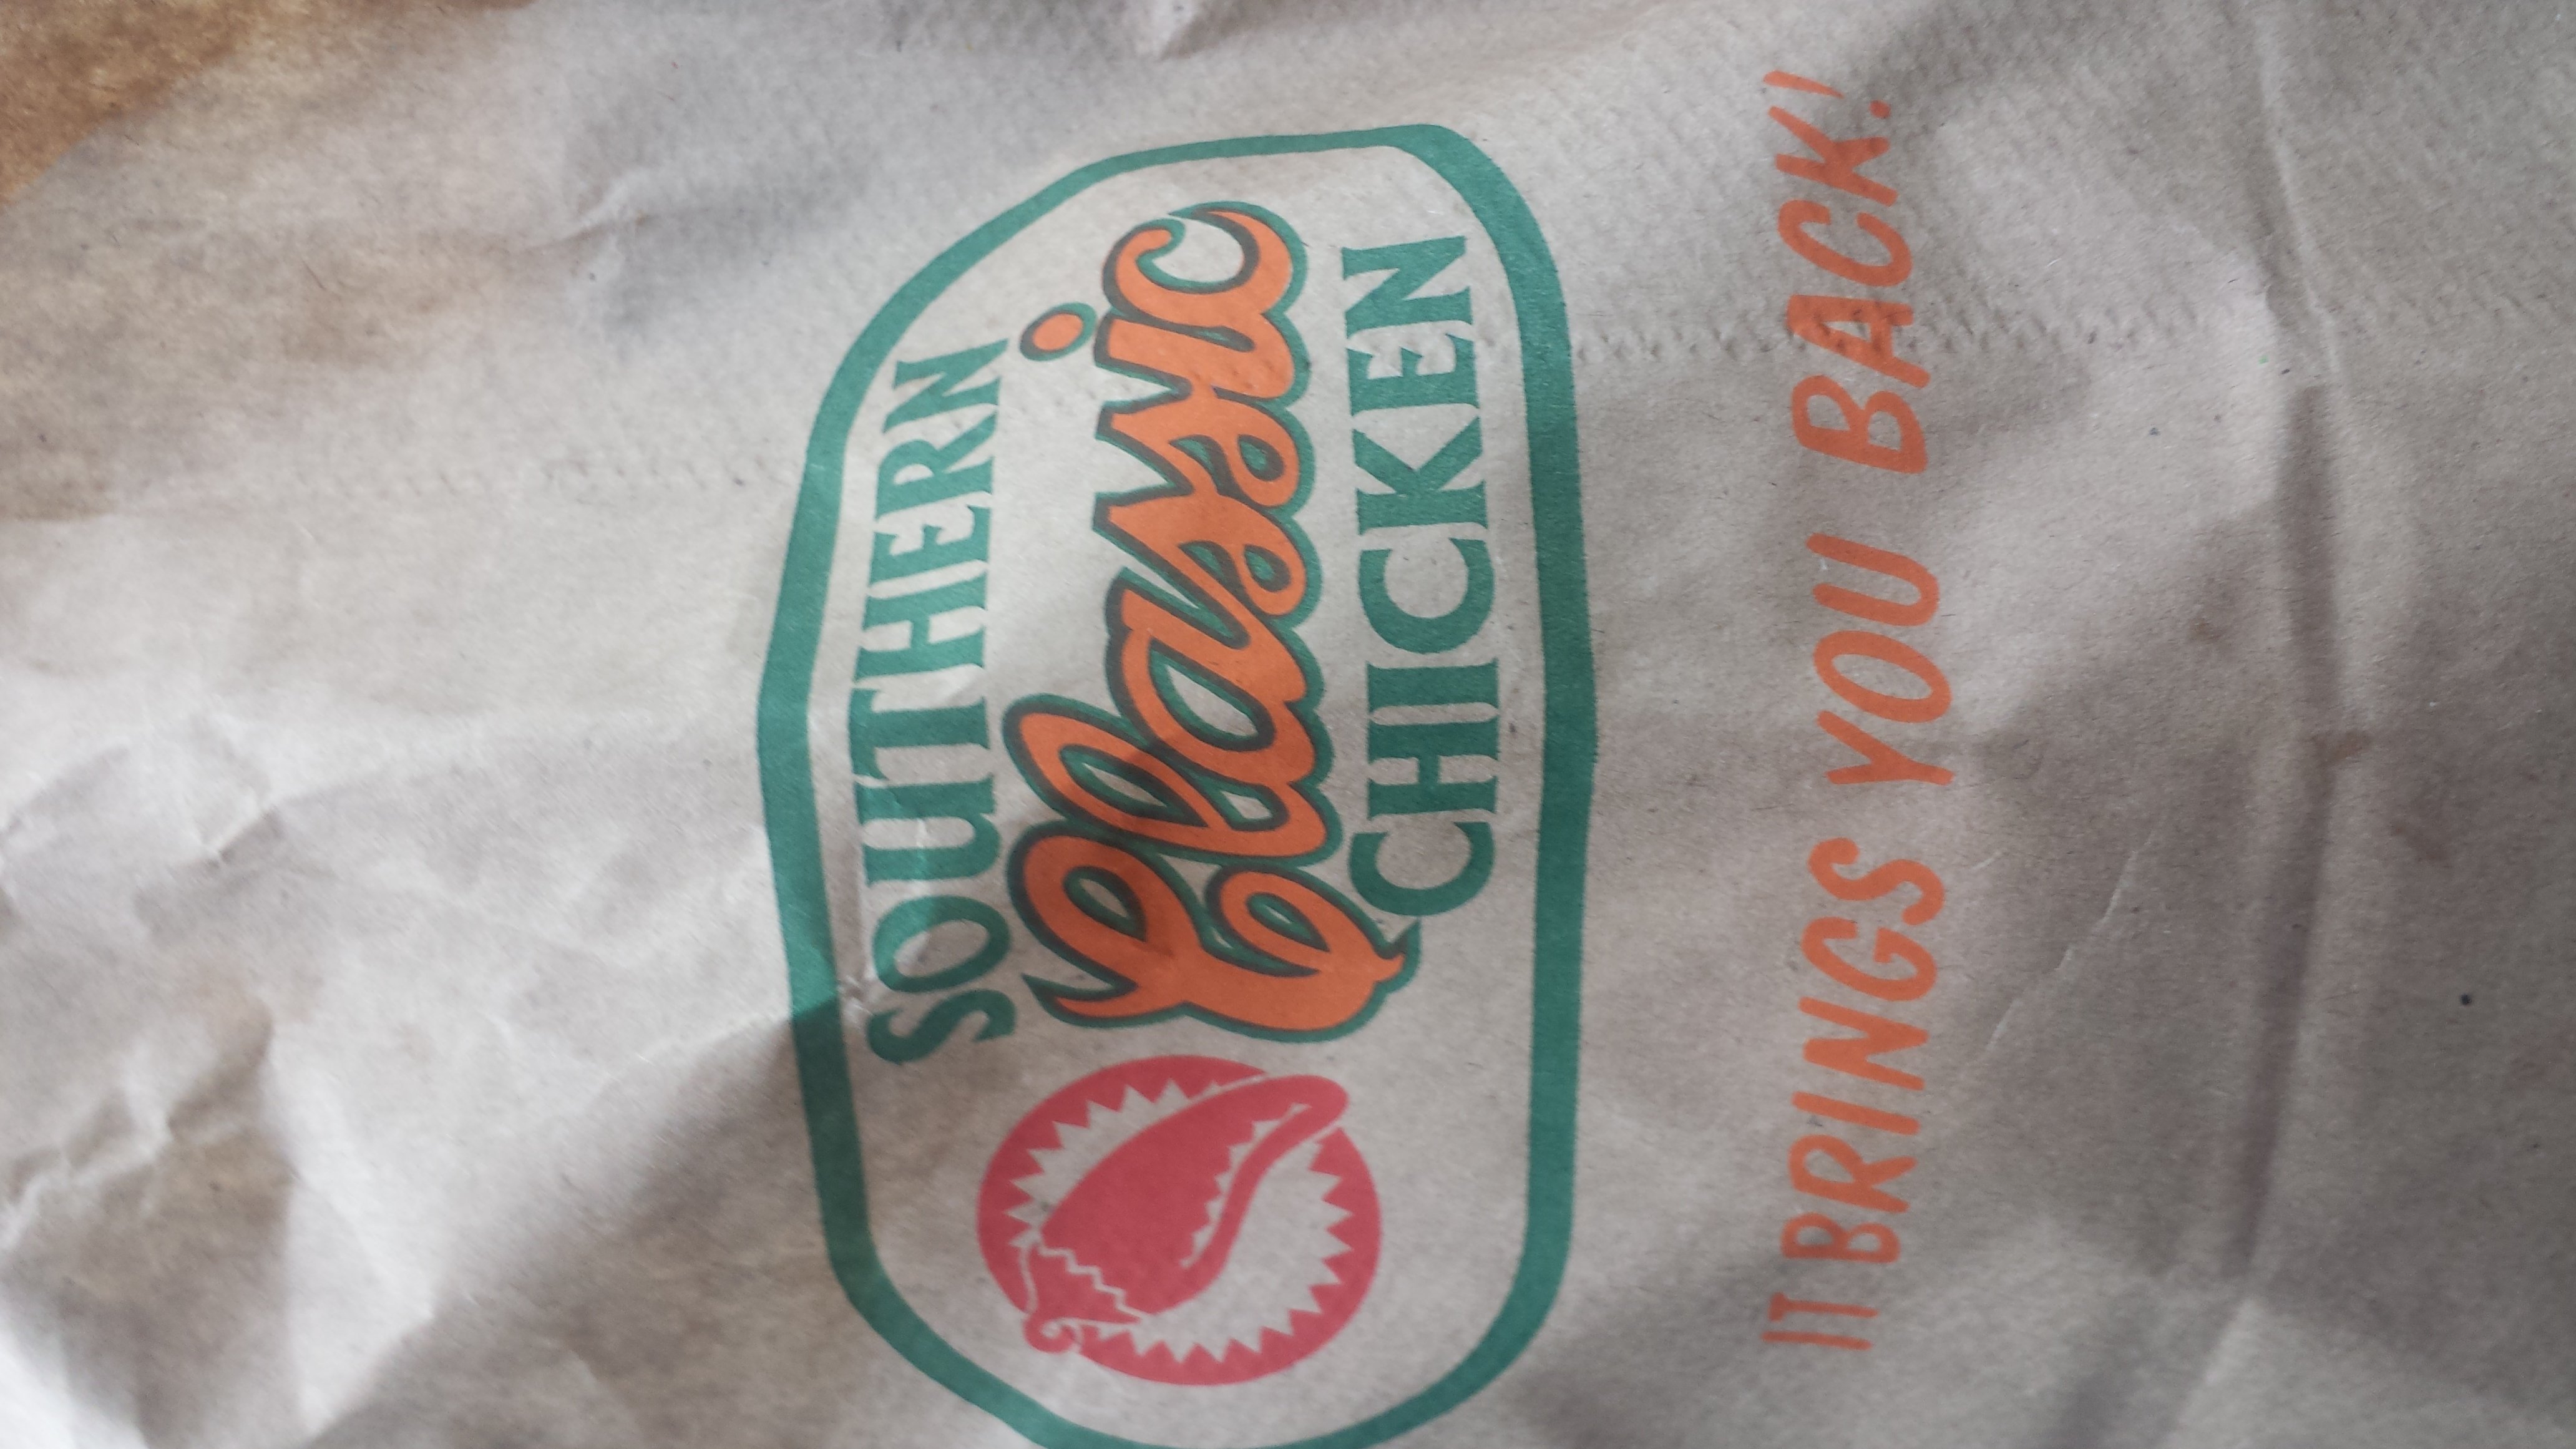 SOUTHERN
Classic
CHICKEN
IT BRINGS YOU BACK!